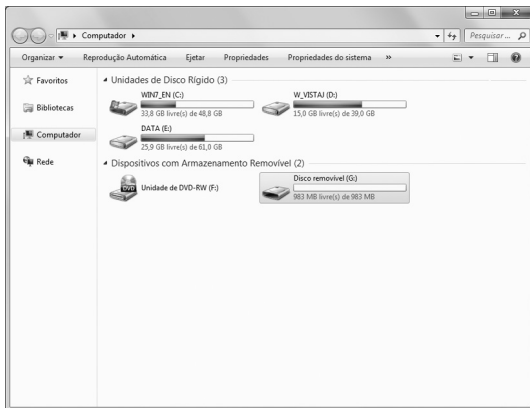 Computador
Pesquisar...
Organizar
Reprodução Automática
Ejetar
Propriedades
Propriedades do sistema
»
Favoritos
Bibliotecas
Computador
Rede
Unidades de Disco Rígido (3)
WIN7_EN (C:)
33,8 GB livre(s) de 48,8 GB
W_VISTAJ (D:)
15,0 GB livre(s) de 39,0 GB
DATA (E:)
25,9 GB livre(s) de 61,0 GB
Dispositivos com Armazenamento Removível (2)
DVD
Unidade de DVD-RW (F:)
Disco removível (G:)
983 MB livre(s) de 983 MB